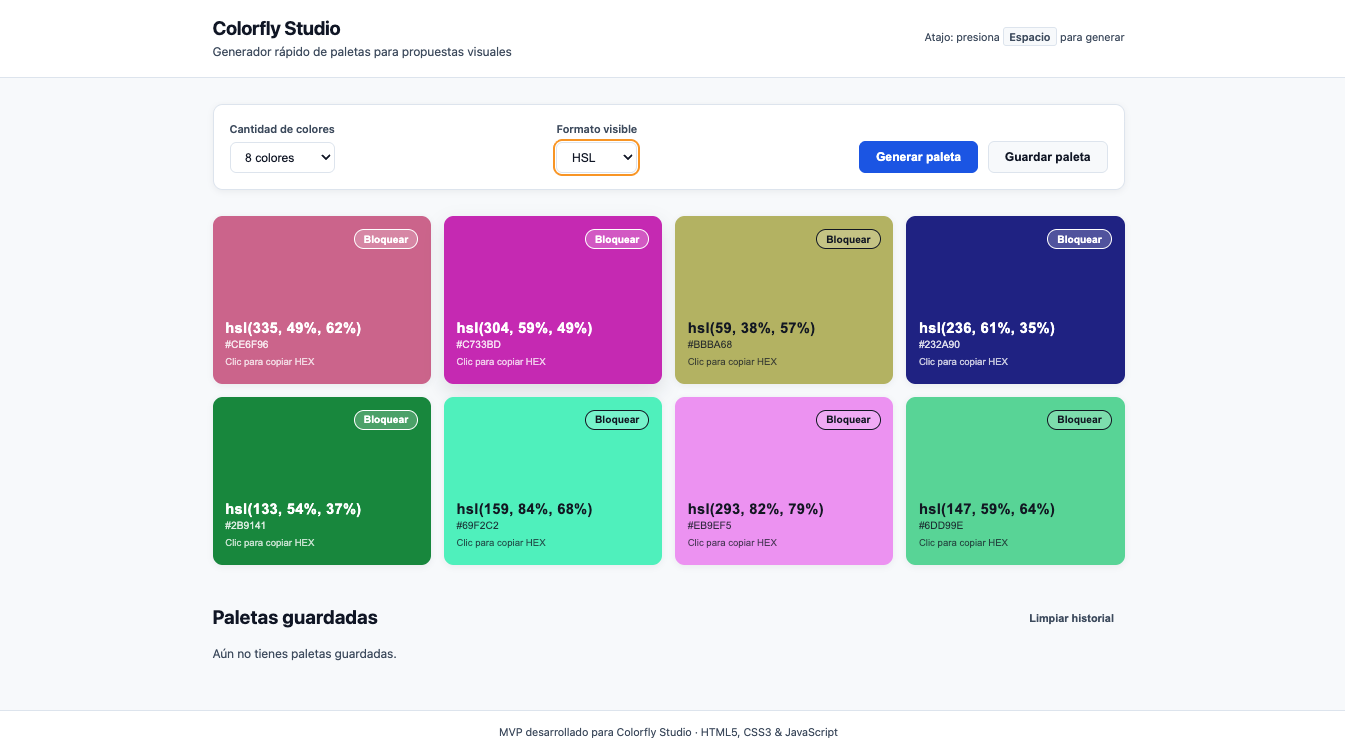 Colorfly Studio
Generador rápido de paletas para propuestas visuales
Atajo: presiona Espacio para generar
Cantidad de colores
8 colores
Formato visible
HSL
Generar paleta
Guardar paleta
Bloquear
hsl(335, 49%, 62%)
#CE6F96
Clic para copiar HEX
Bloquear
hsl(304, 59%, 49%)
#C733BD
Clic para copiar HEX
Bloquear
hsl(59, 38%, 57%)
#BBBA68
Clic para copiar HEX
Bloquear
hsl(236, 61%, 35%)
#232A90
Clic para copiar HEX
Bloquear
hsl(133, 54%, 37%)
#2B9141
Clic para copiar HEX
Bloquear
hsl(159, 84%, 68%)
#69F2C2
Clic para copiar HEX
Bloquear
hsl(293, 82%, 79%)
#EB9EF5
Clic para copiar HEX
Bloquear
hsl(147, 59%, 64%)
#6DD99E
Clic para copiar HEX
Paletas guardadas
Limpiar historial
Aún no tienes paletas guardadas.
MVP desarrollado para Colorfly Studio · HTML5, CSS3 & JavaScript